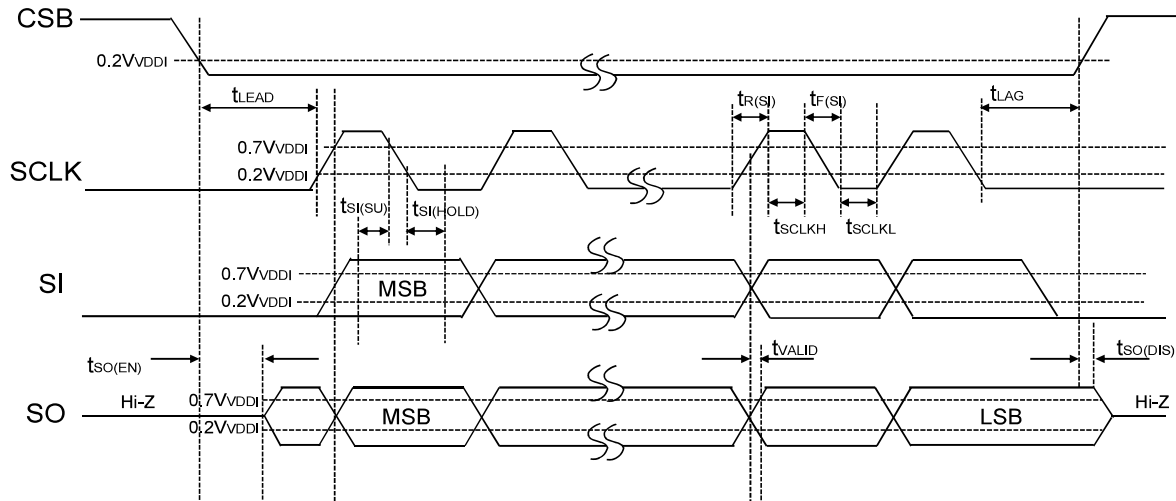 CSB
0.2VVDDI
tLEAD
tR(SI)
tF(SI)
tLAG
SCLK
0.7VVDDI
0.2VVDDI
tSI(SU)
tSI(HOLD)
tSCLKH
tSCLKL
SI
0.7VVDDI
0.2VVDDI
MSB
tSO(EN)
tVALID
tSO(DIS)
SO
Hi-Z
0.7VVDDI
0.2VVDDI
MSB
LSB
Hi-Z